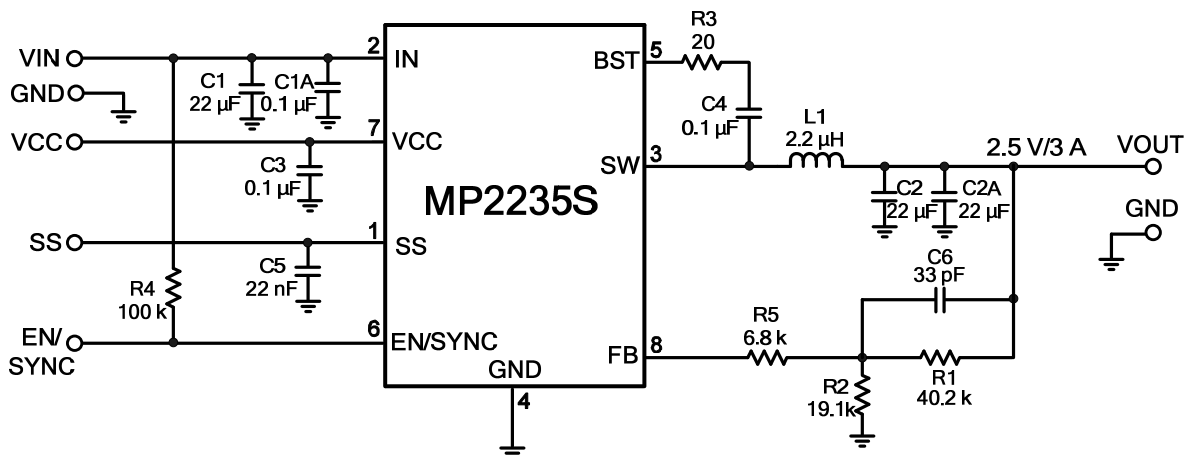 R3
20
VIN
2
IN
BST
5
C1
22 µF
C1A
0.1 µF
GND
C4
0.1 µF
VCC
7
VCC
L1
2.2 µH
C3
0.1 µF
SW
3
2.5 V/3 A
VOUT
MP2235S
C2
22 µF
C2A
22 µF
GND
SS
1
SS
C5
22 nF
C6
33 pF
R4
100 k
EN/
SYNC
6
EN/SYNC
R5
6.8 k
FB
8
GND
4
R2
19.1k
R1
40.2 k